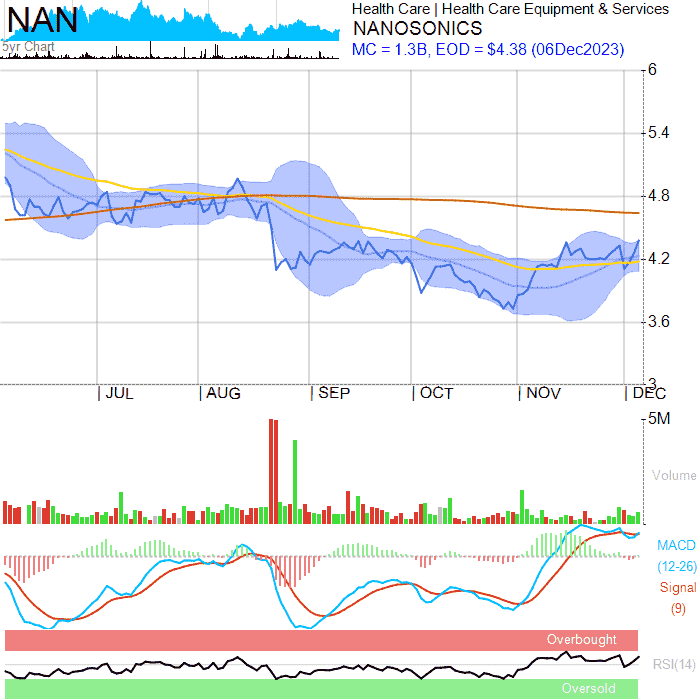 NAN
5yr Chart
Health Care | Health Care Equipment & Services
NANOSONICS
MC = 1.3B, EOD = $4.38 (06Dec2023)
6
5.4
4.8
4.2
3.6
3
JUL
AUG
SEP
OCT
NOV
DEC
5M
Volume
MACD
(12-26)
Signal
(9)
Overbought
RSI(14)
Oversold